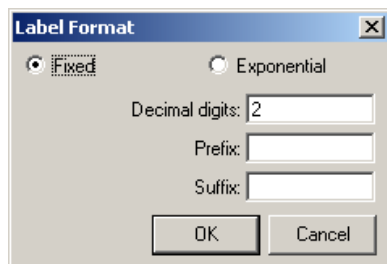 Label Format
Fixed Exponential
Decimal digits: 2
Prefix:
Suffix:
OK Cancel